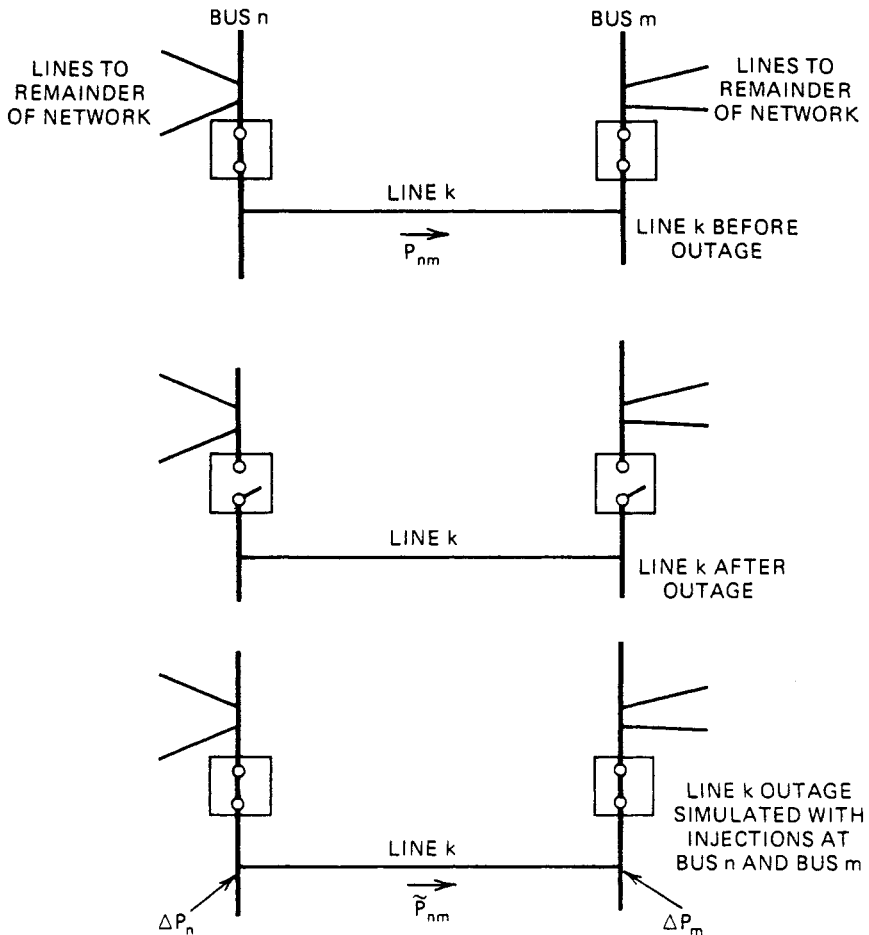 BUS n
BUS m
LINES TO
REMAINDER
OF NETWORK
LINES TO
REMAINDER
OF NETWORK
LINE k
P_nm
LINE k BEFORE
OUTAGE
LINE k
LINE k AFTER
OUTAGE
LINE k OUTAGE
SIMULATED WITH
INJECTIONS AT
BUS n AND BUS m
LINE k
P̃_nm
ΔP_n
ΔP_m